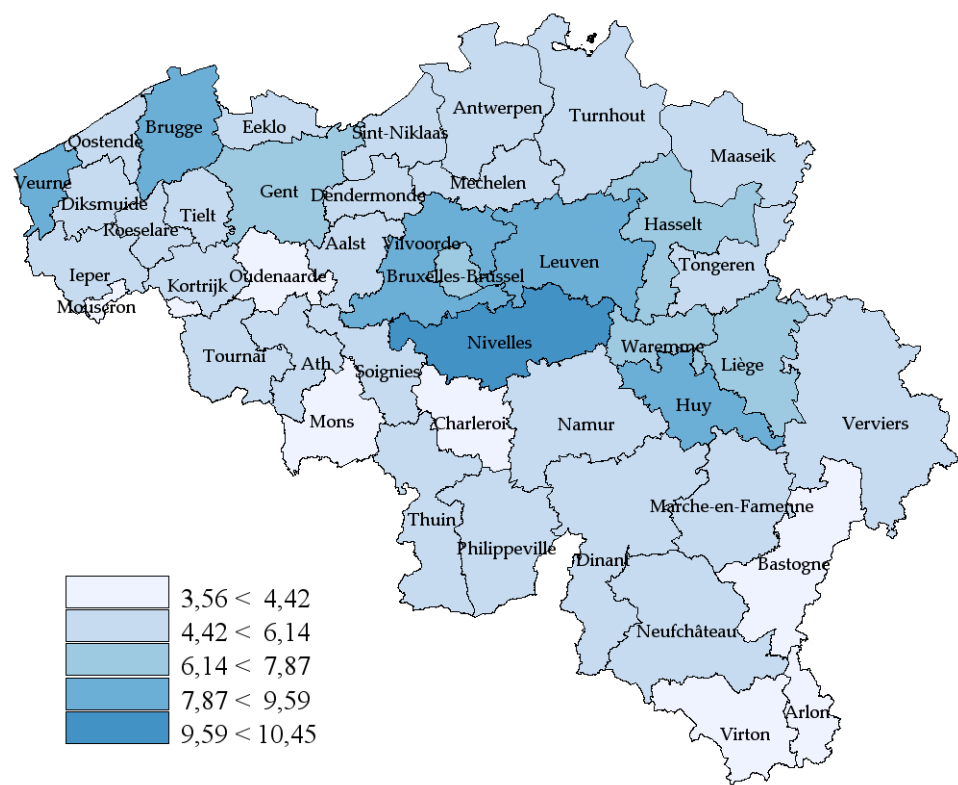 Antwerpen
Turnhout
Brugge
Eeklo
Sint-Niklaas
Oostende
Maaseik
Veurne
Gent
Mechelen
Dendermonde
Diksmuide
Tielt
Hasselt
Roeselare
Aalst
Vilvoorde
Leuven
Tongeren
Ieper
Kortrijk
Oudenaarde
Bruxelles-Brussel
Mouseron
Nivelles
Waremme
Tournai
Ath
Soignies
Liège
Huy
Mons
Charleroi
Namur
Verviers
Marche-en-Famenne
Thuin
Philippeville
Dinant
Bastogne
Neufchâteau
Arlon
Virton
3,56 < 4,42
4,42 < 6,14
6,14 < 7,87
7,87 < 9,59
9,59 < 10,45